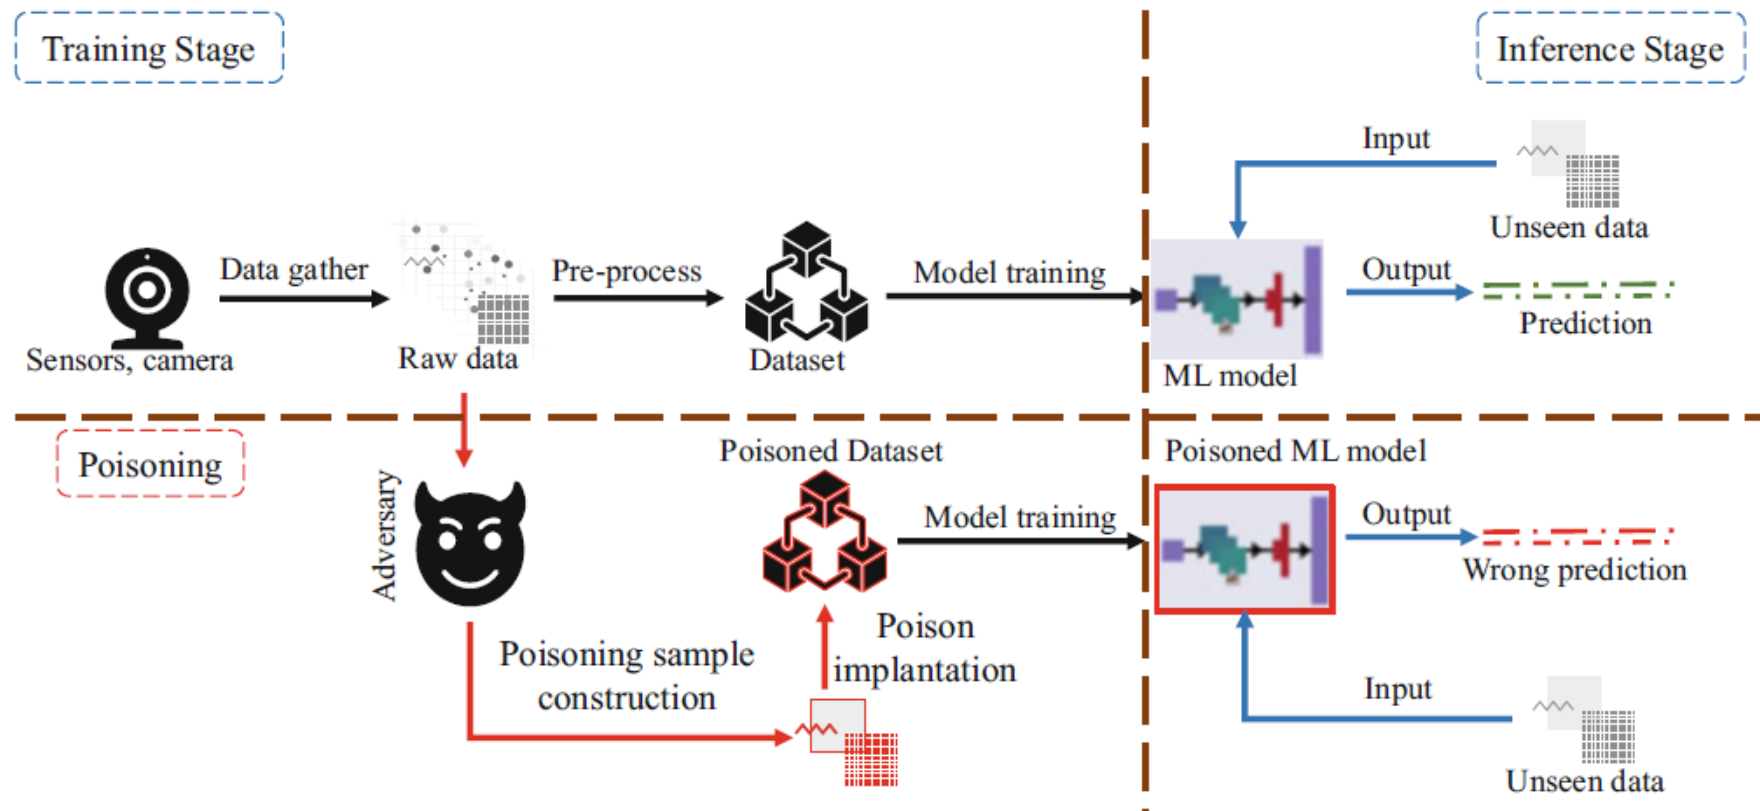 Training Stage
Inference Stage
Input
Unseen data
Data gather
Pre-process
Model training
Output
Prediction
Sensors, camera
Raw data
Dataset
ML model
Poisoning
Adversary
Poisoned Dataset
Poisoned ML model
Model training
Output
Wrong prediction
Poisoning sample
construction
Poison
implantation
Input
Unseen data